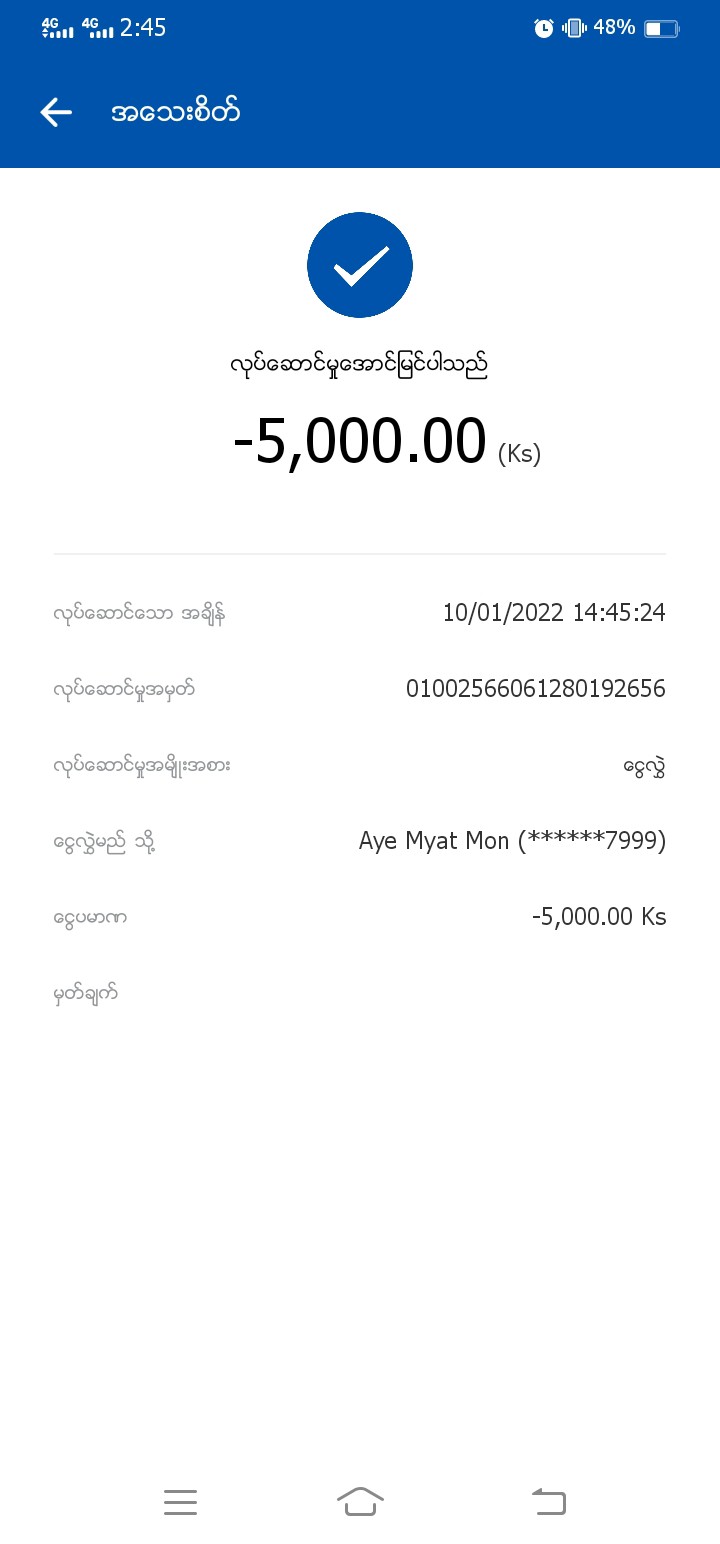 4G 4G 2:45 48%
အသေးစိတ်
လုပ်ဆောင်မှုအောင်မြင်ပါသည်
-5,000.00 (Ks)
လုပ်ဆောင်သော အချိန် 10/01/2022 14:45:24
လုပ်ဆောင်မှုအမှတ် 01002566061280192656
လုပ်ဆောင်မှုအမျိုးအစား ငွေလွှဲ
ငွေလွှဲမည် သို့ Aye Myat Mon (******7999)
ငွေပမာဏ -5,000.00 Ks
မှတ်ချက်